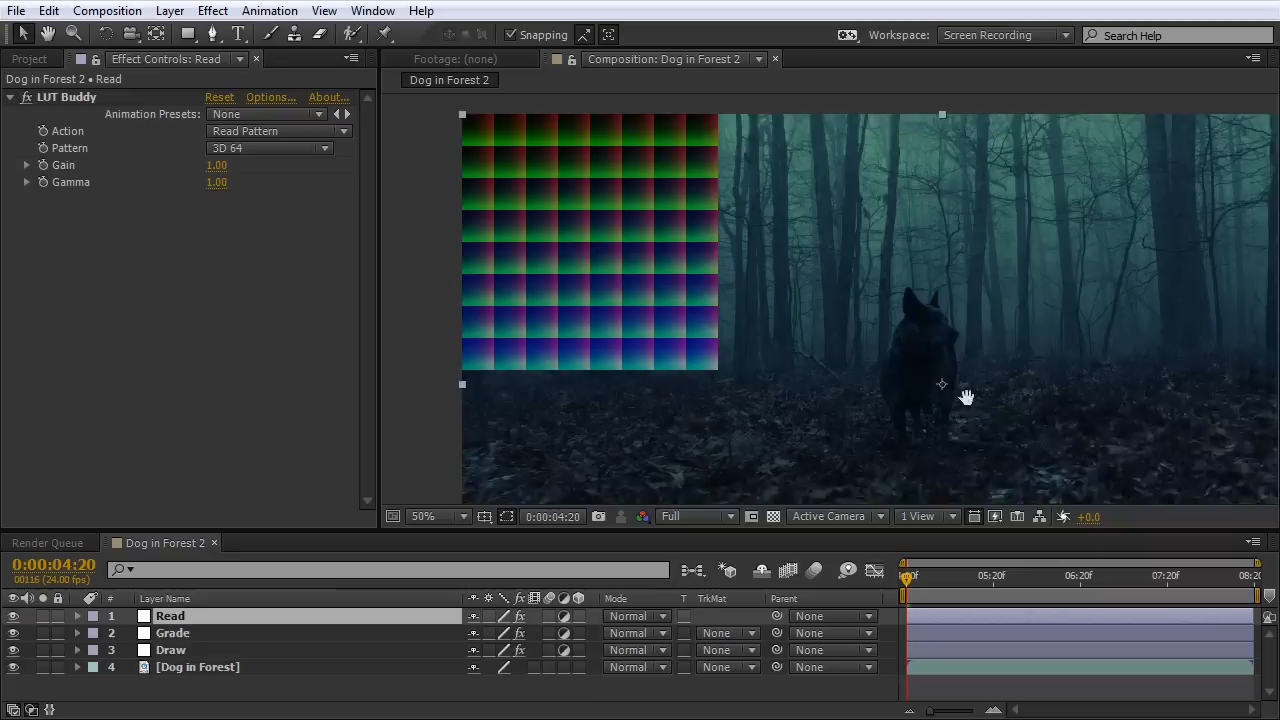 File Edit Composition Layer Effect Animation View Window Help
Snapping Workspace: Screen Recording Search Help
Project Effect Controls: Read Footage: (none) Composition: Dog in Forest 2
Dog in Forest 2 • Read Dog in Forest 2
fx LUT Buddy Reset Options... About...
Animation Presets: None
Action Read Pattern
Pattern 3D 64
Gain 1.00
Gamma 1.00
50% 0:00:04:20 Full Active Camera 1 View +0.0
Render Queue Dog in Forest 2
0:00:04:20
00116 (24.00 fps) 05:20f 06:20f 07:20f 08:20
# Layer Name fx Mode T TrkMat Parent
1 Read fx Normal None
2 Grade fx Normal None None
3 Draw fx Normal None None
4 [Dog in Forest] Normal None None